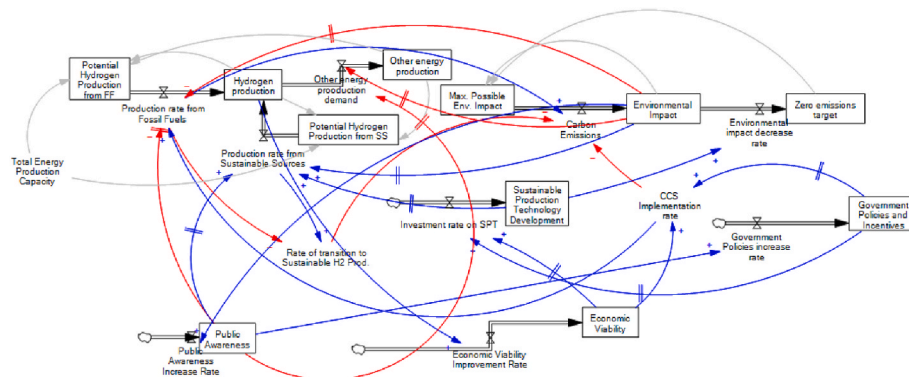 Potential
Hydrogen
Production
from FF
Hydrogen
production
Other energy
production
Other energy
proodction
demand
Max. Possible
Env. Impact
Environmental
Impact
Zero emissions
target
Production rate from
Fossil Fuels
Carbon
Emissions
Environmental
impact decrease
rate
Potential Hydrogen
Production from SS
Total Energy
Production
Capacity
Production rate from
Sustainable Sources
Sustainable
Production
Technology
Development
CCS
Implementation
rate
Government
Policies and
Incentives
Investment rate on SPT
Government
Policies increase
rate
Rate of transition to
Sustainable H2 Prod.
Economic
Viability
Public
Awareness
Public
Awareness
Increase Rate
Economic Viability
Improvement Rate